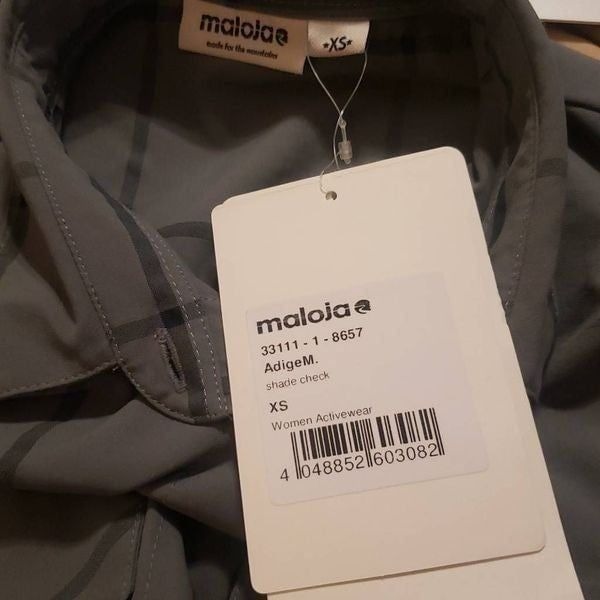 maloja
made for the mountains
★XS★
maloja
33111 - 1 - 8657
AdigeM.
shade check
XS
Women Activewear
4 048852 603082